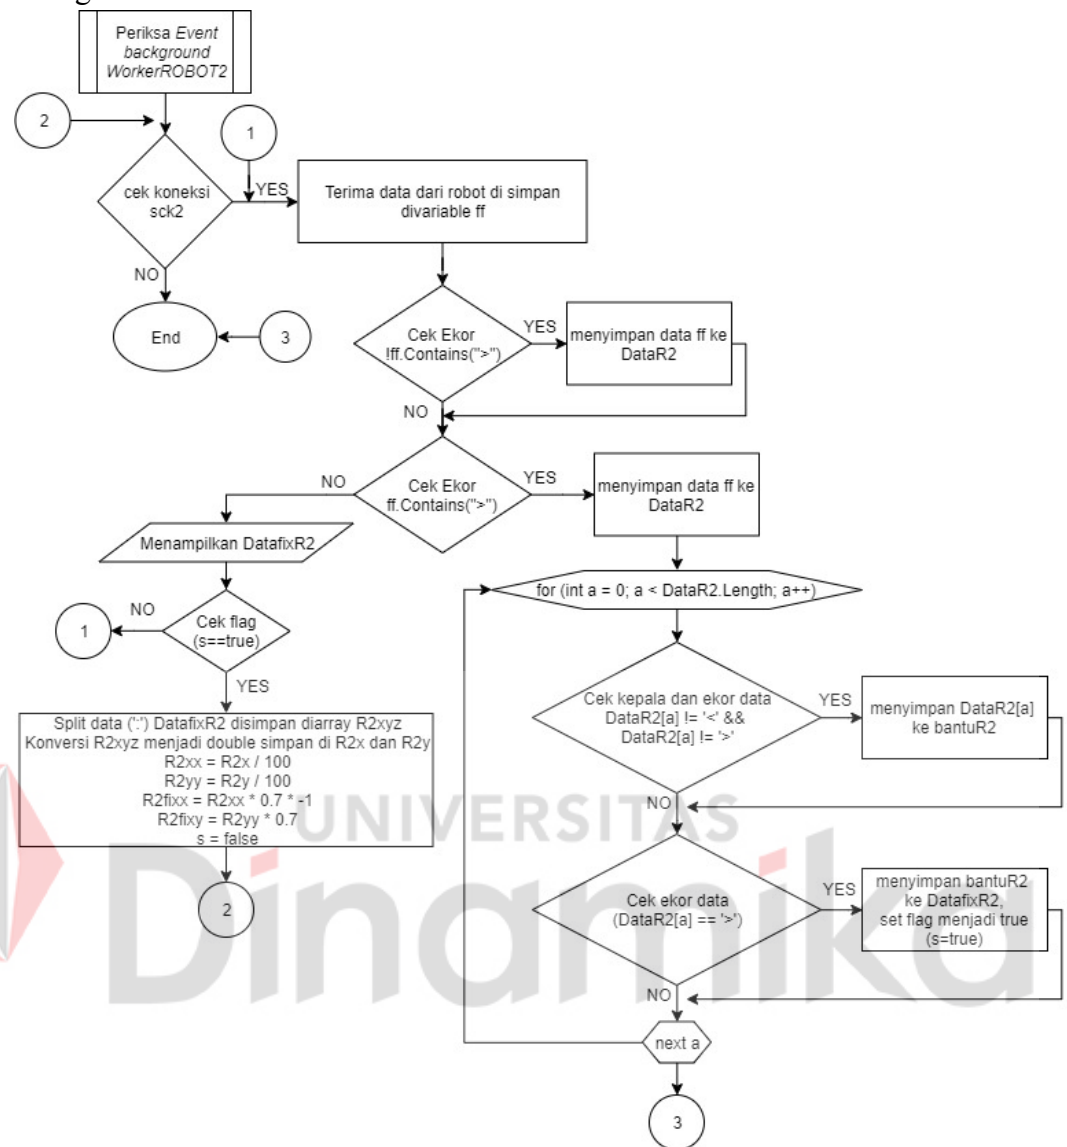 Periksa Event
background
WorkerROBOT2
2
1
cek koneksi
sck2
YES
Terima data dari robot di simpan
divariable ff
NO
End
3
Cek Ekor
!ff.Contains(">")
YES
menyimpan data ff ke
DataR2
NO
Cek Ekor
ff.Contains(">")
YES
menyimpan data ff ke
DataR2
NO
Menampilkan DatafixR2
for (int a = 0; a < DataR2.Length; a++)
Cek flag
(s==true)
NO
1
YES
Split data (':') DatafixR2 disimpan diarray R2xyz
Konversi R2xyz menjadi double simpan di R2x dan R2y
R2xx = R2x / 100
R2yy = R2y / 100
R2fixx = R2xx * 0.7 * -1
R2fixy = R2yy * 0.7
s = false
2
Cek kepala dan ekor data
DataR2[a] != '<' &&
DataR2[a] != '>'
YES
menyimpan DataR2[a]
ke bantuR2
NO
Cek ekor data
(DataR2[a] == '>')
YES
menyimpan bantuR2
ke DatafixR2,
set flag menjadi true
(s=true)
NO
next a
3
UNIVERSITAS
Dinamika